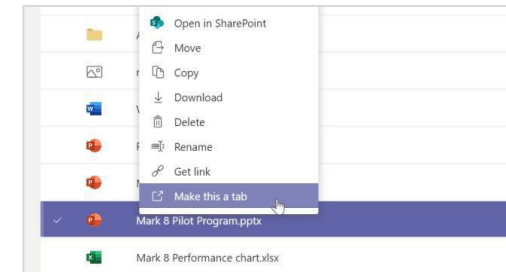 Open in SharePoint
Move
Copy
Download
Delete
Rename
Get link
Make this a tab
Mark 8 Pilot Program.pptx
Mark 8 Performance chart.xlsx